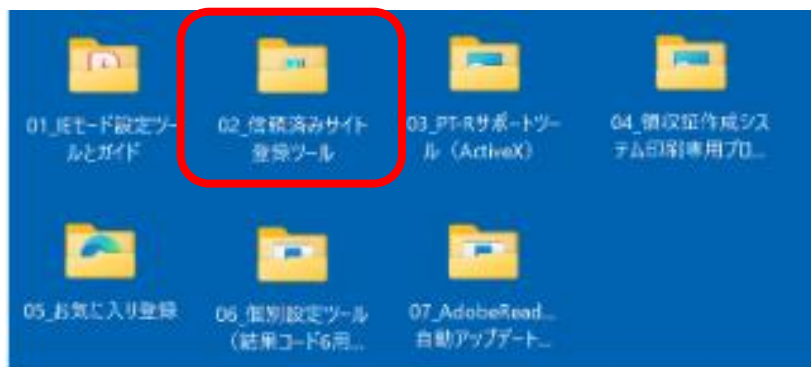 01_IEモード設定ツー
ルとガイド
02_信頼済みサイト
登録ツール
03_PT-Rサポートツー
ル（ActiveX）
04_領収証作成シス
テム印刷専用プロ...
05_お気に入り登録
06_個別設定ツール
（結果コード6用...
07_AdobeRead...
自動アップデート...